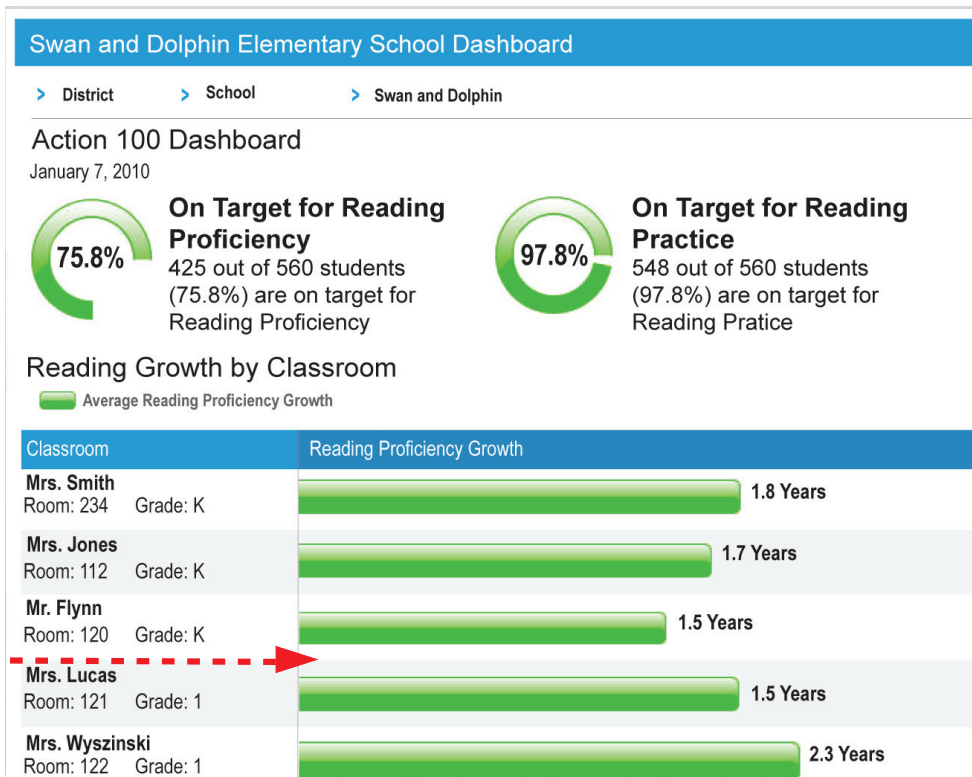 Swan and Dolphin Elementary School Dashboard
> District > School > Swan and Dolphin
Action 100 Dashboard
January 7, 2010
75.8%
On Target for Reading
Proficiency
425 out of 560 students
(75.8%) are on target for
Reading Proficiency
97.8%
On Target for Reading
Practice
548 out of 560 students
(97.8%) are on target for
Reading Pratice
Reading Growth by Classroom
Average Reading Proficiency Growth
Classroom Reading Proficiency Growth
Mrs. Smith
Room: 234 Grade: K
1.8 Years
Mrs. Jones
Room: 112 Grade: K
1.7 Years
Mr. Flynn
Room: 120 Grade: K
1.5 Years
Mrs. Lucas
Room: 121 Grade: 1
1.5 Years
Mrs. Wyszinski
Room: 122 Grade: 1
2.3 Years